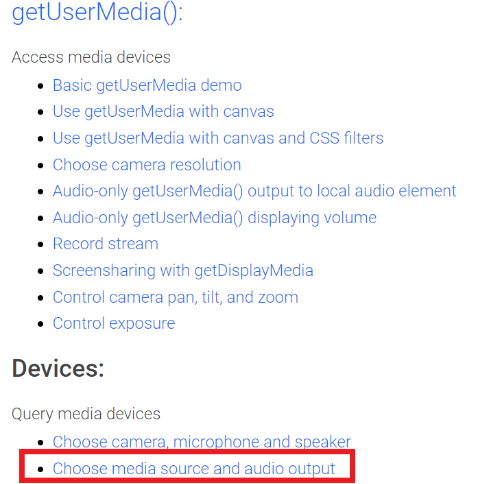 getUserMedia():
Access media devices
Basic getUserMedia demo
Use getUserMedia with canvas
Use getUserMedia with canvas and CSS filters
Choose camera resolution
Audio-only getUserMedia() output to local audio element
Audio-only getUserMedia() displaying volume
Record stream
Screensharing with getDisplayMedia
Control camera pan, tilt, and zoom
Control exposure
Devices:
Query media devices
Choose camera, microphone and speaker
Choose media source and audio output